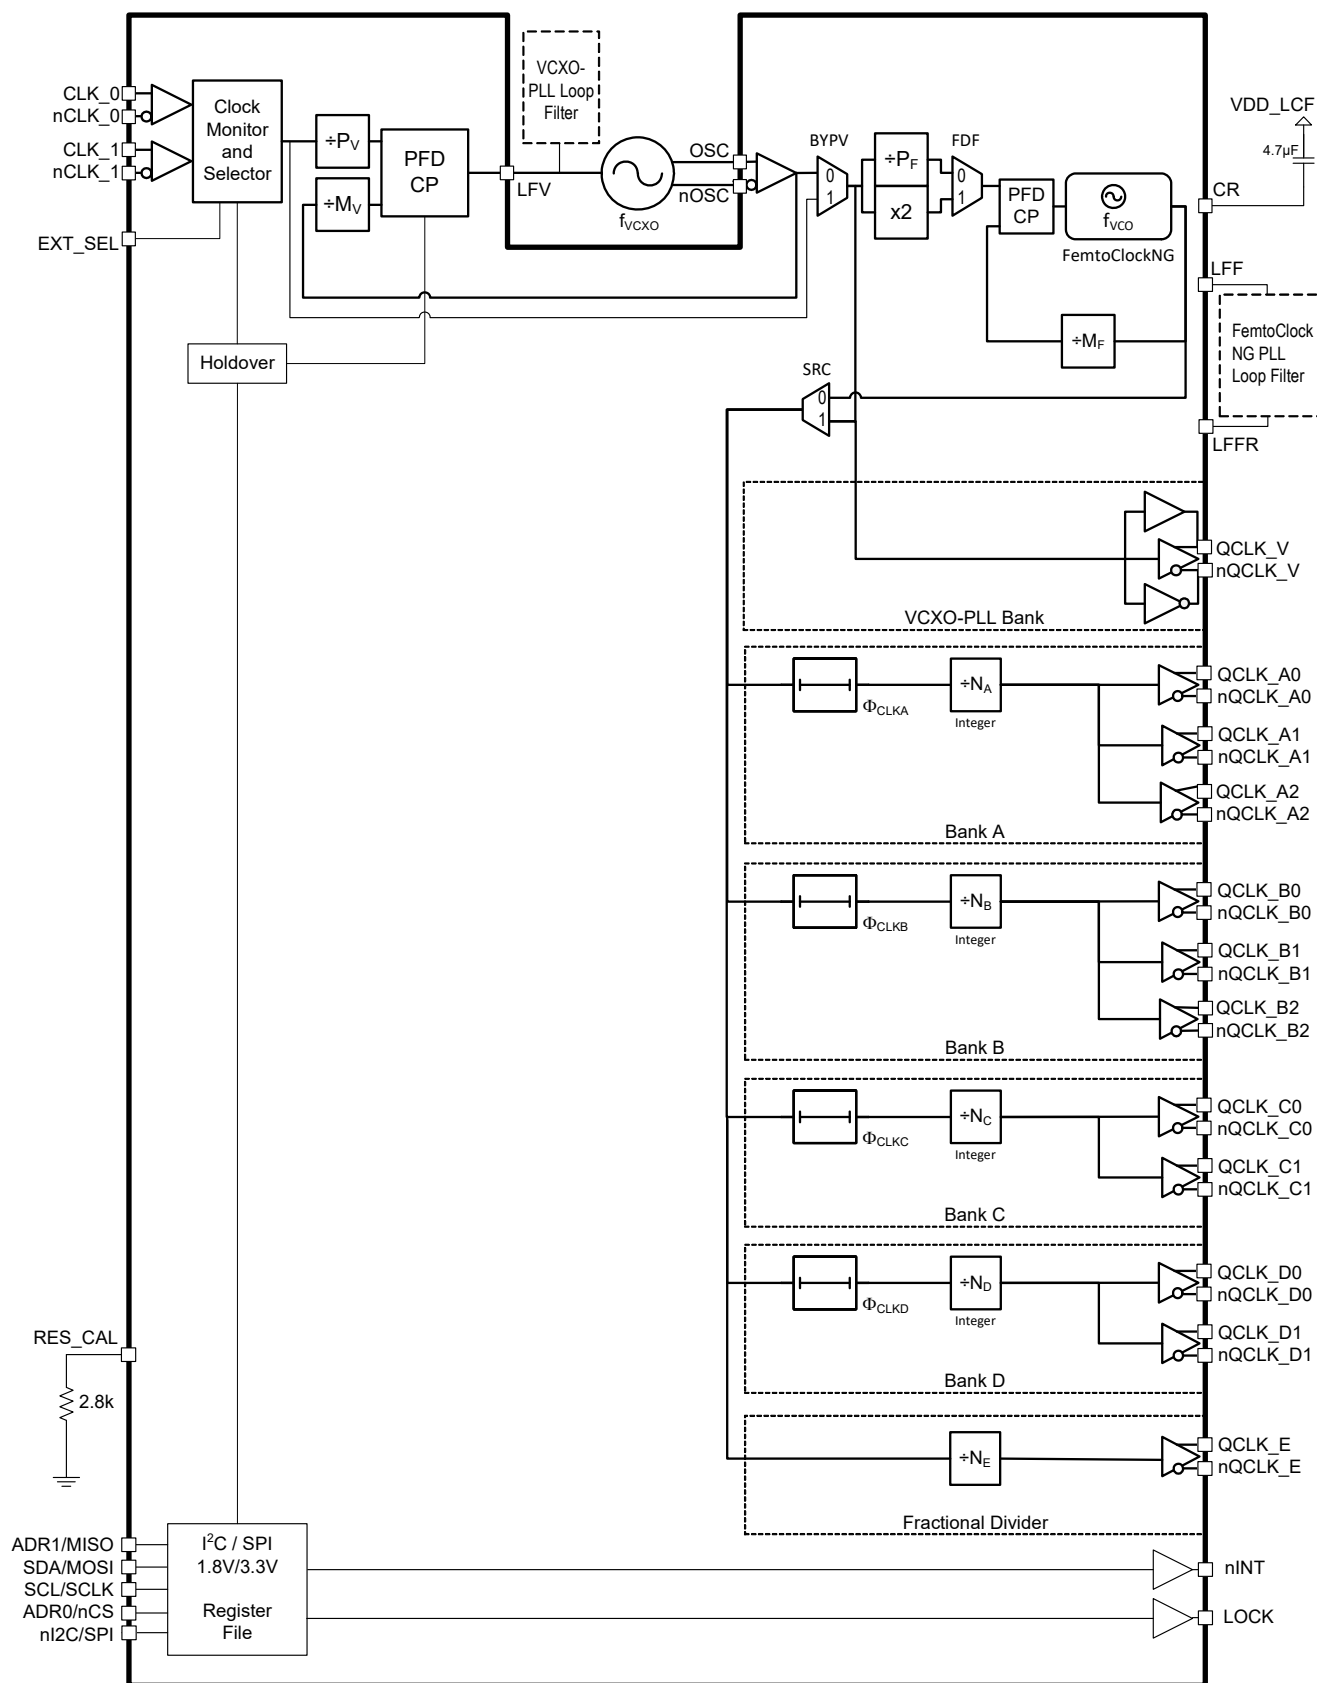 CLK_0
nCLK_0
CLK_1
nCLK_1
EXT_SEL
Clock
Monitor
and
Selector
÷PV
÷MV
PFD
CP
LFV
VCXO-
PLL Loop
Filter
fVCXO
OSC
nOSC
BYPV
0
1
÷PF
x2
FDF
0
1
PFD
CP
fVCO
FemtoClockNG
÷MF
VDD_LCF
4.7µF
CR
LFF
FemtoClock
NG PLL
Loop Filter
LFFR
Holdover
SRC
0
1
QCLK_V
nQCLK_V
VCXO-PLL Bank
ΦCLKA
÷NA
Integer
QCLK_A0
nQCLK_A0
QCLK_A1
nQCLK_A1
QCLK_A2
nQCLK_A2
Bank A
ΦCLKB
÷NB
Integer
QCLK_B0
nQCLK_B0
QCLK_B1
nQCLK_B1
QCLK_B2
nQCLK_B2
Bank B
ΦCLKC
÷NC
Integer
QCLK_C0
nQCLK_C0
QCLK_C1
nQCLK_C1
Bank C
ΦCLKD
÷ND
Integer
QCLK_D0
nQCLK_D0
QCLK_D1
nQCLK_D1
Bank D
RES_CAL
2.8k
÷NE
QCLK_E
nQCLK_E
Fractional Divider
ADR1/MISO
SDA/MOSI
SCL/SCLK
ADR0/nCS
nI2C/SPI
I²C / SPI
1.8V/3.3V
Register
File
nINT
LOCK